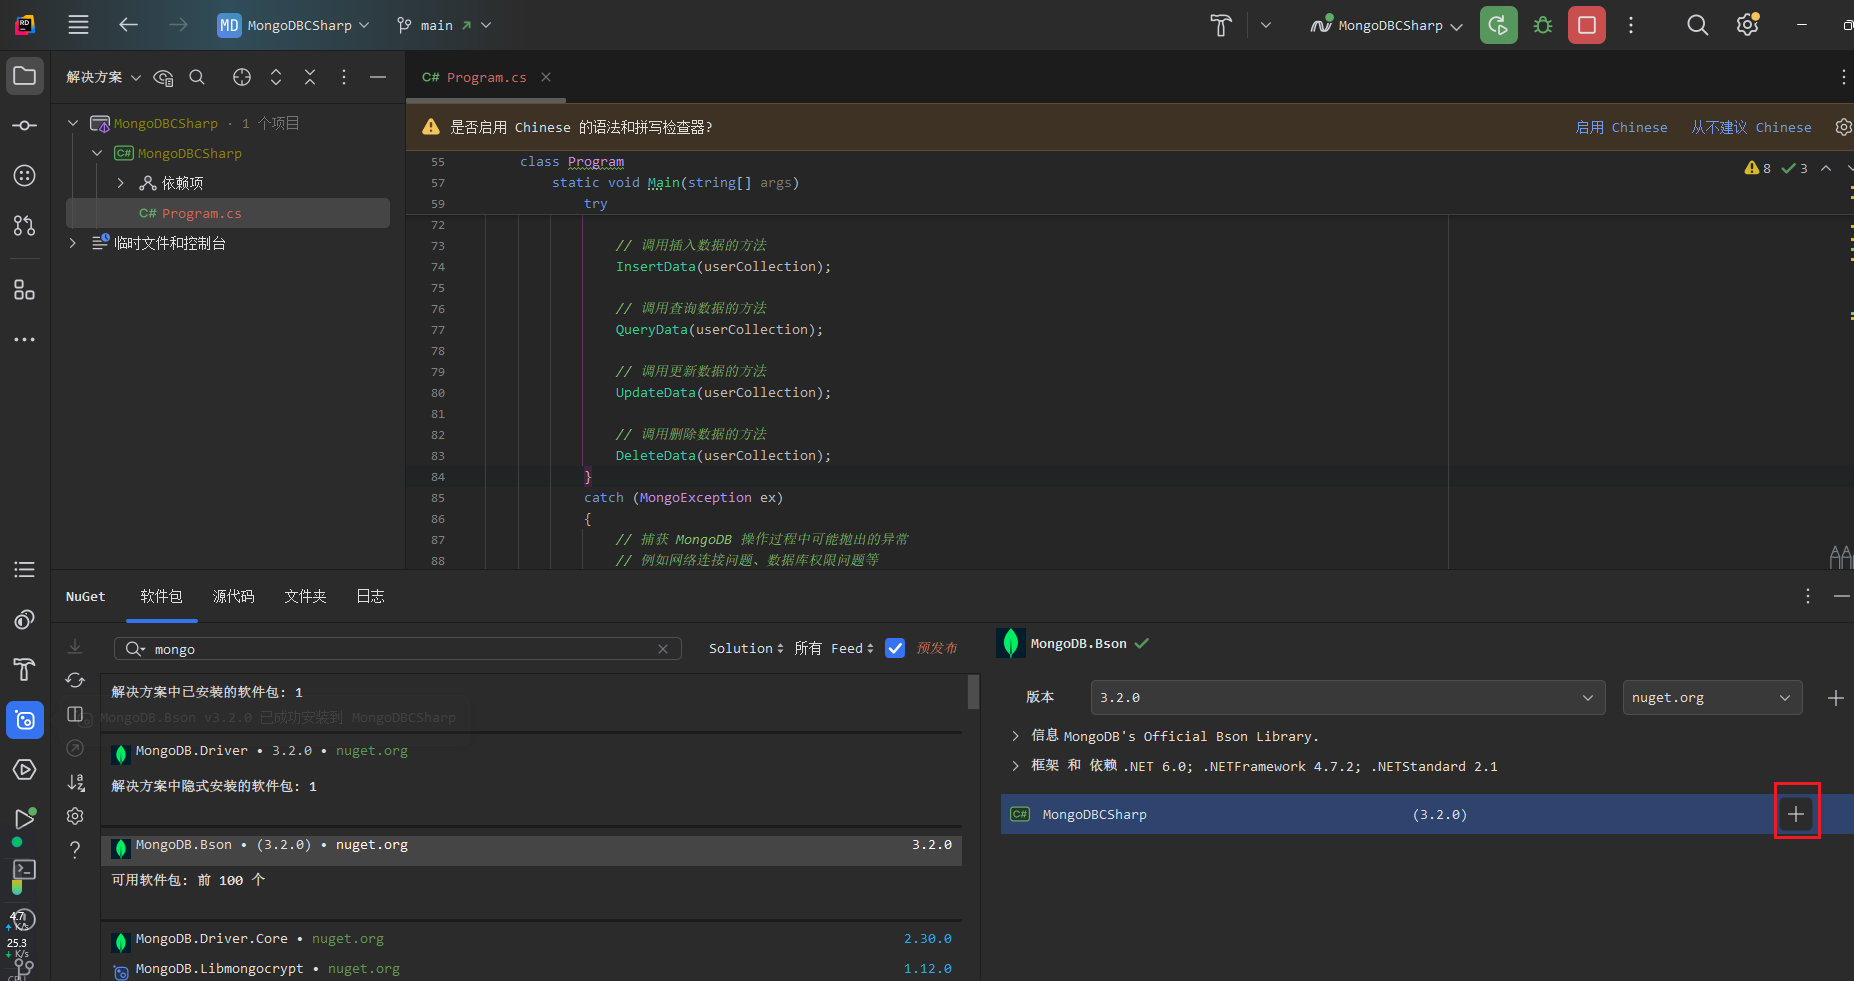 MD MongoDBCSharp
main
MongoDBCSharp
解决方案
C# Program.cs
MongoDBCSharp · 1 个项目
C# MongoDBCSharp
依赖项
C# Program.cs
临时文件和控制台
是否启用 Chinese 的语法和拼写检查器?
启用 Chinese 从不建议 Chinese
8 3
55 class Program
57 static void Main(string[] args)
59 try
72
73 // 调用插入数据的方法
74 InsertData(userCollection);
75
76 // 调用查询数据的方法
77 QueryData(userCollection);
78
79 // 调用更新数据的方法
80 UpdateData(userCollection);
81
82 // 调用删除数据的方法
83 DeleteData(userCollection);
84 }
85 catch (MongoException ex)
86 {
87 // 捕获 MongoDB 操作过程中可能抛出的异常
88 // 例如网络连接问题、数据库权限问题等
NuGet 软件包 源代码 文件夹 日志
mongo
Solution 所有 Feed 预发布
解决方案中已安装的软件包: 1
MongoDB.Bson v3.2.0 已成功安装到 MongoDBCSharp
MongoDB.Driver • 3.2.0 • nuget.org
解决方案中隐式安装的软件包: 1
MongoDB.Bson • (3.2.0) • nuget.org 3.2.0
可用软件包: 前 100 个
MongoDB.Driver.Core • nuget.org 2.30.0
MongoDB.Libmongocrypt • nuget.org 1.12.0
MongoDB.Bson
版本 3.2.0 nuget.org
信息 MongoDB's Official Bson Library.
框架 和 依赖 .NET 6.0; .NETFramework 4.7.2; .NETStandard 2.1
C# MongoDBCSharp (3.2.0)
4.7
K/s
25.3
K/s